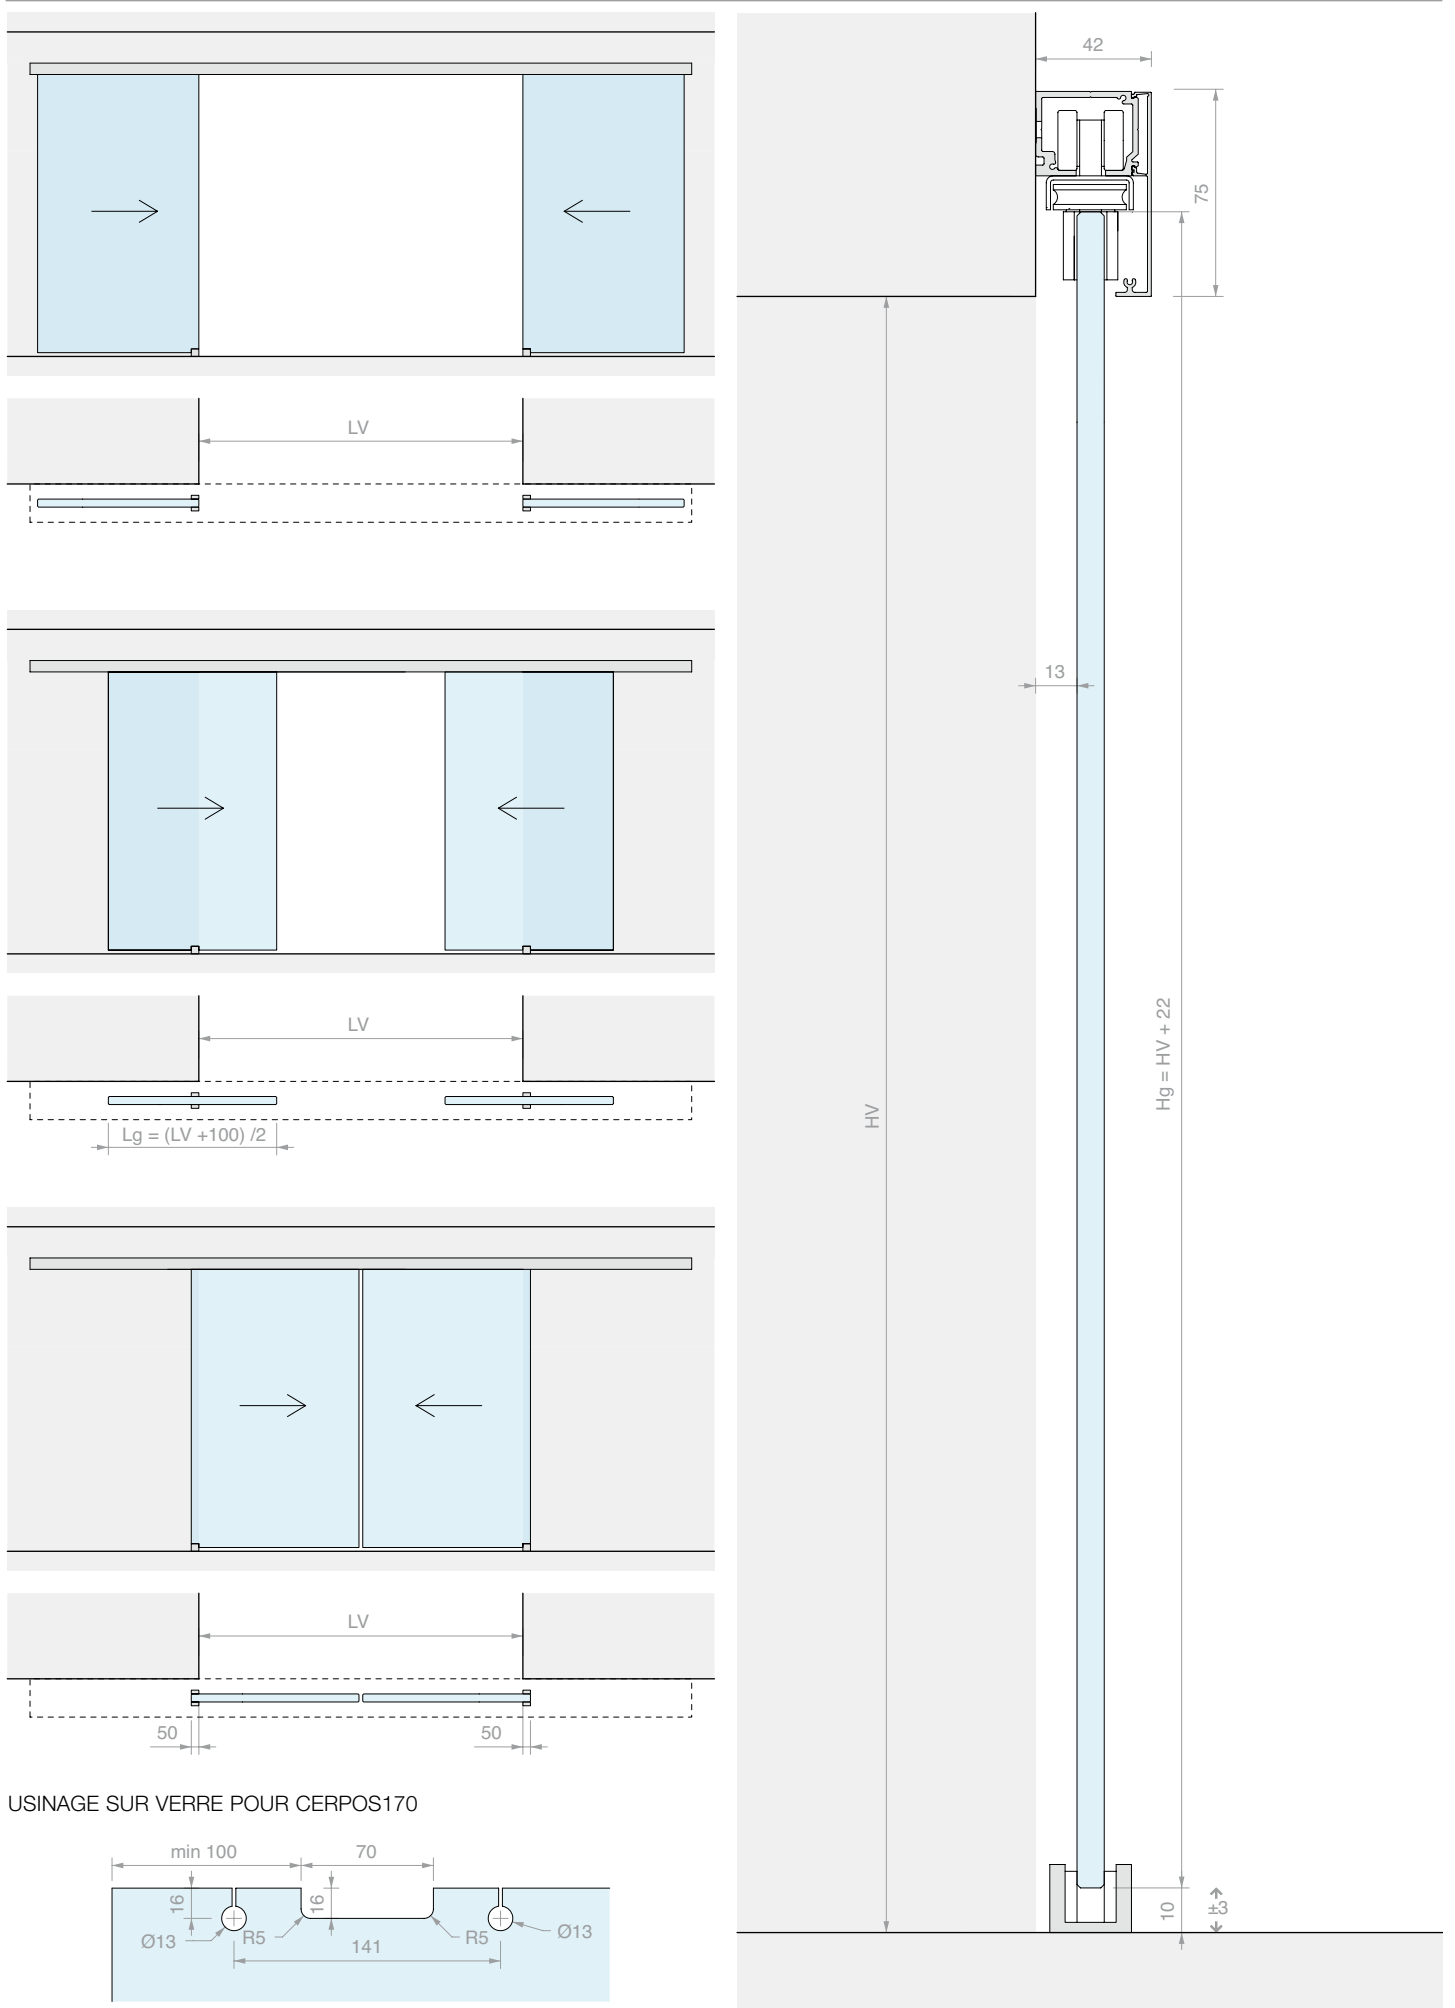 LV
LV
Lg = (LV +100) /2
LV
50
50
USINAGE SUR VERRE POUR CERPOS170
min 100
70
16
16
Ø13
R5
R5
Ø13
141
42
75
13
Hg = HV + 22
HV
10
±3